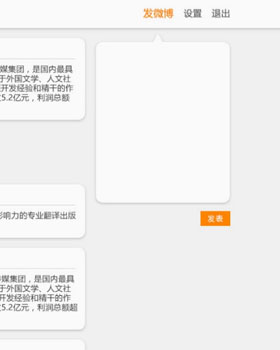 发微博 设置 退出
媒集团，是国内最具
于外国文学、人文社
开发经验和精干的作
5.2亿元，利润总额
发表
影响力的专业翻译出版
媒集团，是国内最具
于外国文学、人文社
开发经验和精干的作
5.2亿元，利润总额超